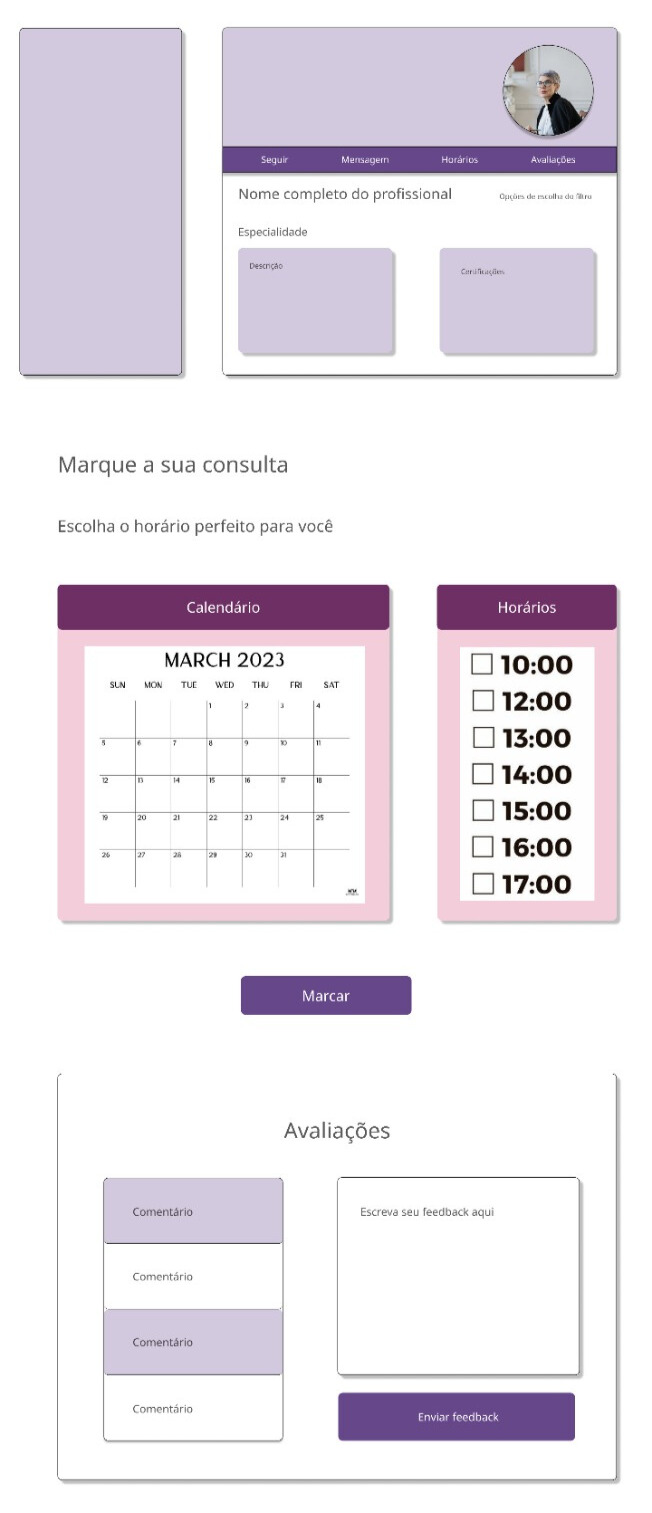 Seguir Mensagem Horários Avaliações
Nome completo do profissional
Opções de escolha do filtro
Especialidade
Descrição
Certificações
Marque a sua consulta
Escolha o horário perfeito para você
Calendário
MARCH 2023
SUN MON TUE WED THU FRI SAT
1 2 3 4
5 6 7 8 9 10 11
12 13 14 15 16 17 18
19 20 21 22 23 24 25
26 27 28 29 30 31
Horários
10:00
12:00
13:00
14:00
15:00
16:00
17:00
Marcar
Avaliações
Comentário
Comentário
Comentário
Comentário
Escreva seu feedback aqui
Enviar feedback